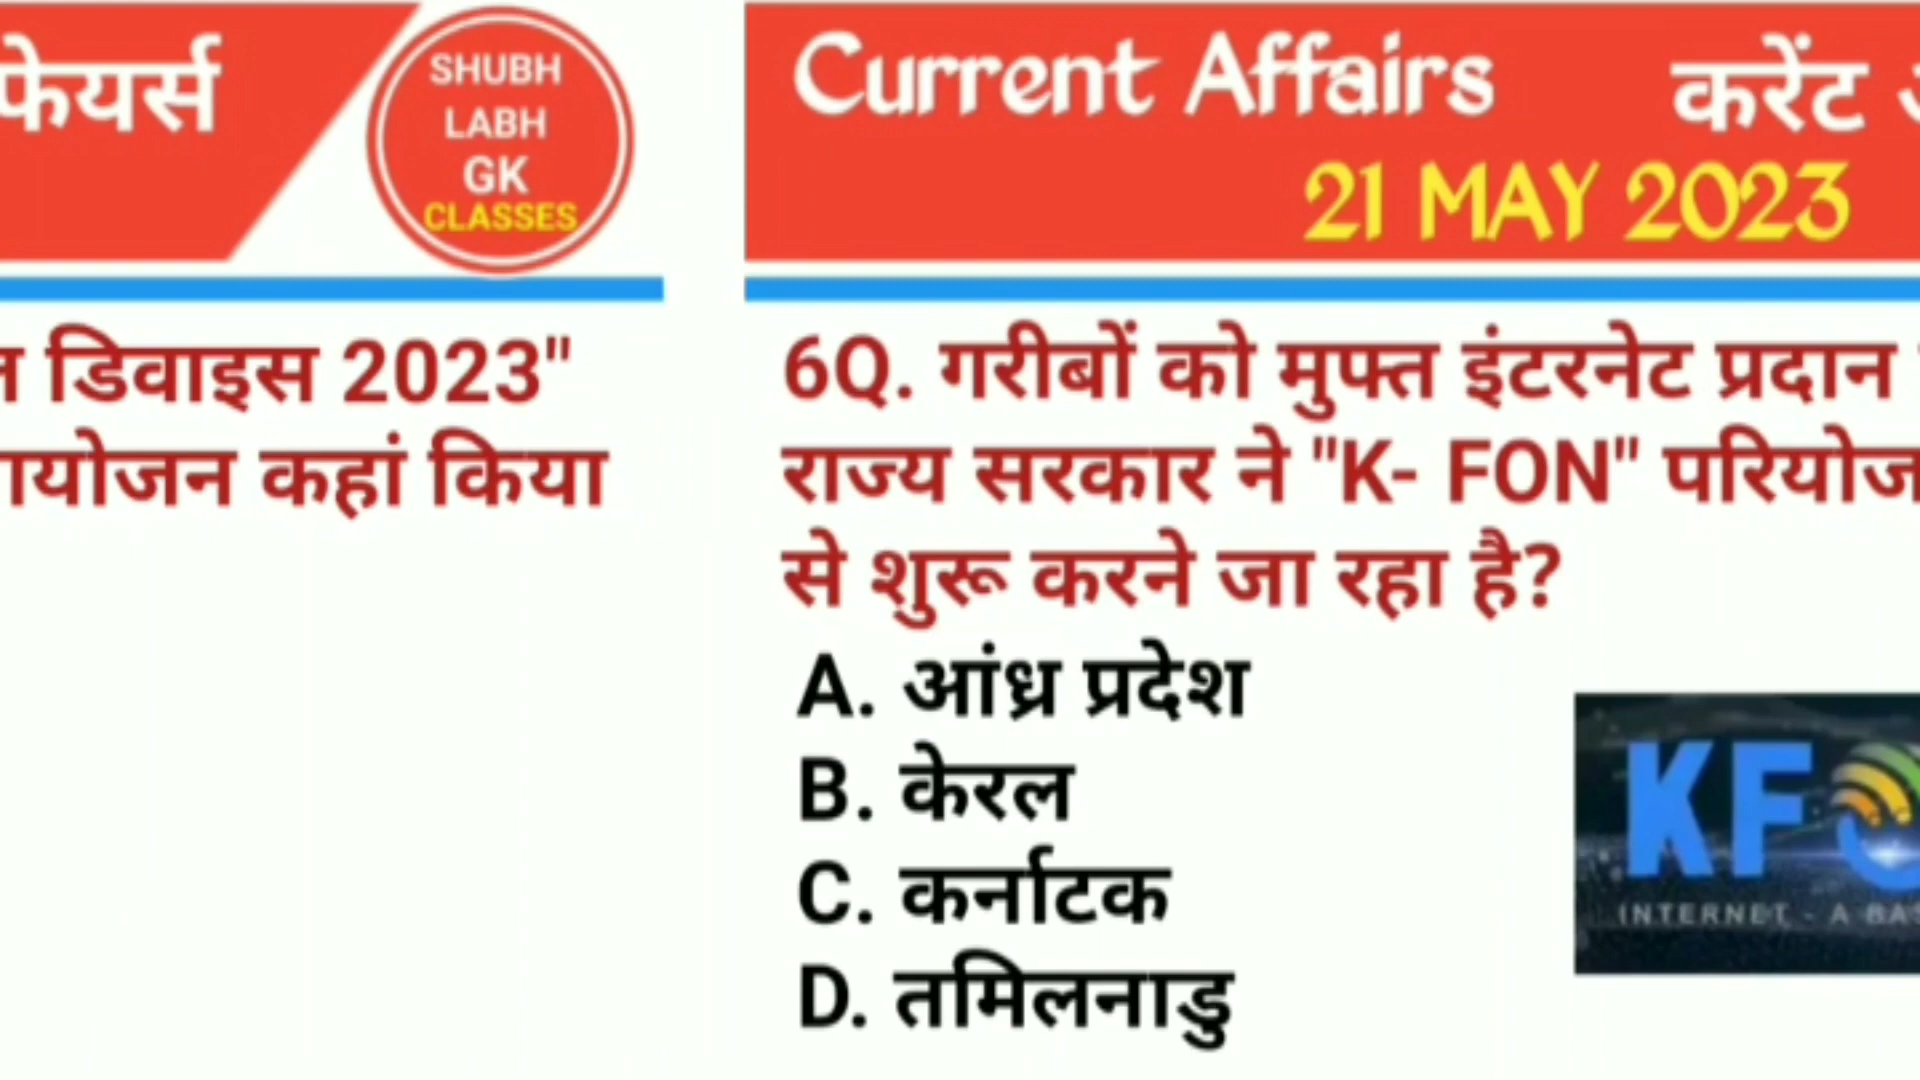 फेयर्स
SHUBH
LABH
GK
CLASSES
डिवाइस 2023"
योजन कहां किया
Current Affairs करेंट
21 MAY 2023
6Q. गरीबों को मुफ्त इंटरनेट प्रदान
राज्य सरकार ने "K- FON" परियोज
से शुरू करने जा रहा है?
A. आंध्र प्रदेश
B. केरल
C. कर्नाटक
D. तमिलनाडु
KF
INTERNET - A BAS